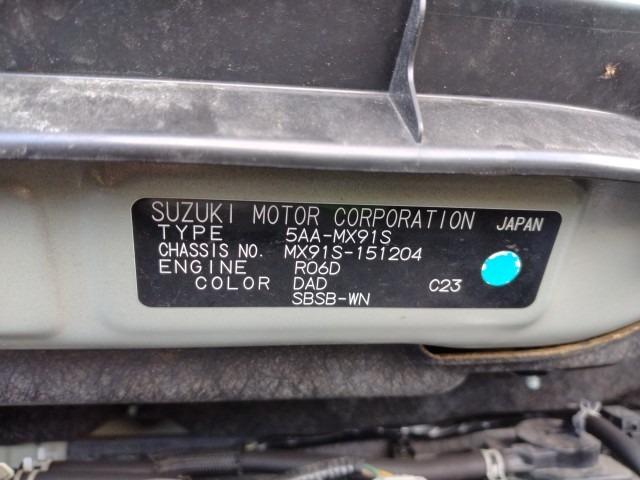 SUZUKI MOTOR CORPORATION JAPAN
TYPE 5AA-MX91S
CHASSIS NO. MX91S-151204
ENGINE R06D
COLOR DAD C23
SBSB-WN